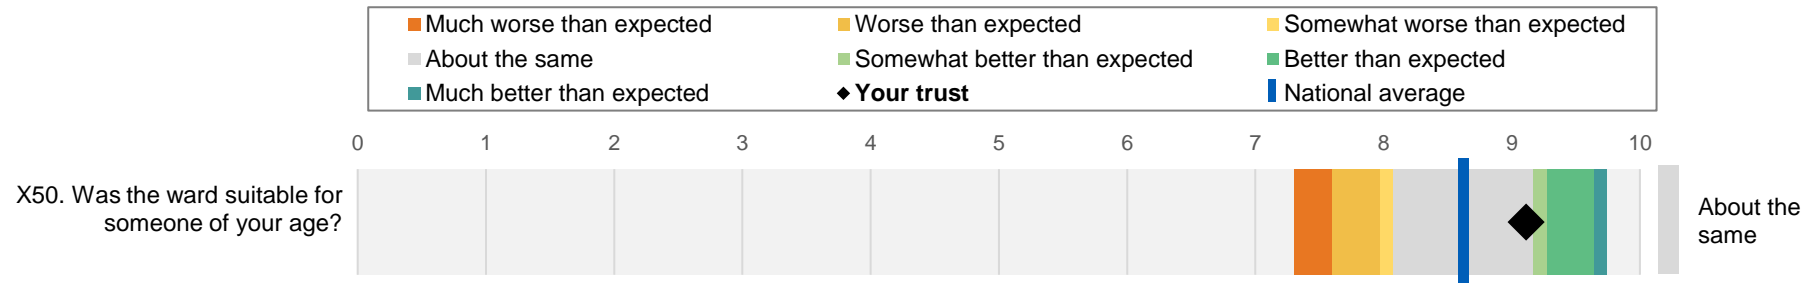 Much worse than expected
Worse than expected
Somewhat worse than expected
About the same
Somewhat better than expected
Better than expected
Much better than expected
Your trust
National average
0 1 2 3 4 5 6 7 8 9 10
X50. Was the ward suitable for
someone of your age?
About the
same